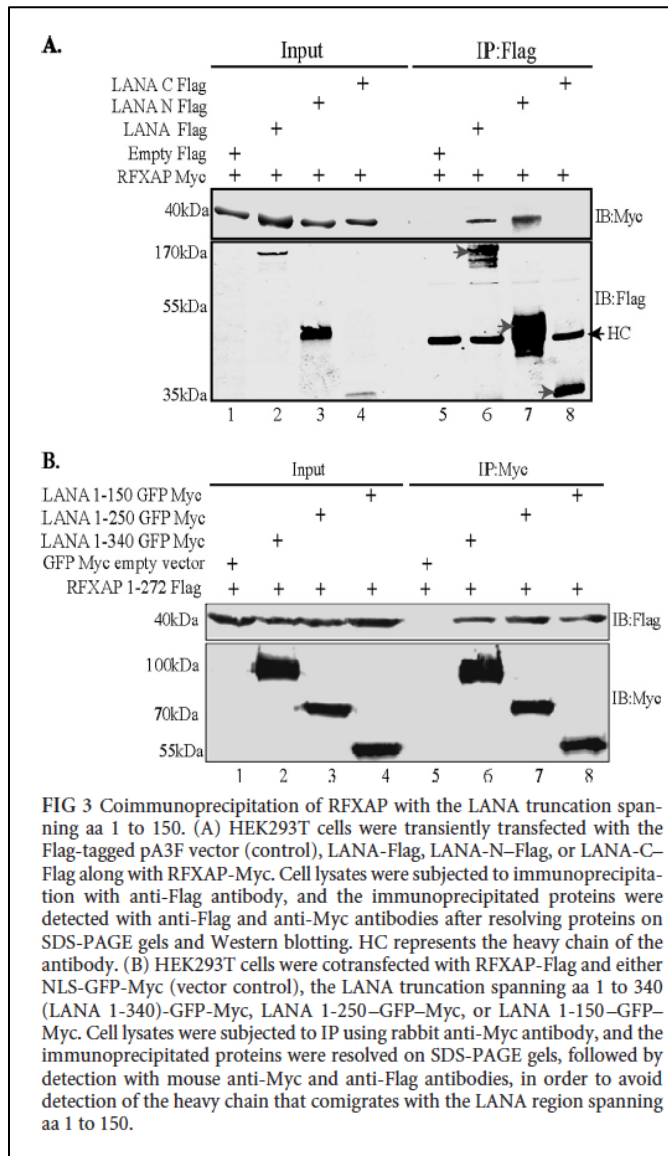 A.
Input IP:Flag
LANA C Flag + +
LANA N Flag + +
LANA Flag + +
Empty Flag + +
RFXAP Myc + + + + + + + +
40kDa IB:Myc
170kDa
55kDa IB:Flag
HC
35kDa
1 2 3 4 5 6 7 8
B.
Input IP:Myc
LANA 1-150 GFP Myc + +
LANA 1-250 GFP Myc + +
LANA 1-340 GFP Myc + +
GFP Myc empty vector + +
RFXAP 1-272 Flag + + + + + + + +
40kDa IB:Flag
100kDa
70kDa IB:Myc
55kDa
1 2 3 4 5 6 7 8
FIG 3 Coimmunoprecipitation of RFXAP with the LANA truncation span-
ning aa 1 to 150. (A) HEK293T cells were transiently transfected with the
Flag-tagged pA3F vector (control), LANA-Flag, LANA-N–Flag, or LANA-C–
Flag along with RFXAP-Myc. Cell lysates were subjected to immunoprecipita-
tion with anti-Flag antibody, and the immunoprecipitated proteins were
detected with anti-Flag and anti-Myc antibodies after resolving proteins on
SDS-PAGE gels and Western blotting. HC represents the heavy chain of the
antibody. (B) HEK293T cells were cotransfected with RFXAP-Flag and either
NLS-GFP-Myc (vector control), the LANA truncation spanning aa 1 to 340
(LANA 1-340)-GFP-Myc, LANA 1-250–GFP–Myc, or LANA 1-150–GFP–
Myc. Cell lysates were subjected to IP using rabbit anti-Myc antibody, and the
immunoprecipitated proteins were resolved on SDS-PAGE gels, followed by
detection with mouse anti-Myc and anti-Flag antibodies, in order to avoid
detection of the heavy chain that comigrates with the LANA region spanning
aa 1 to 150.